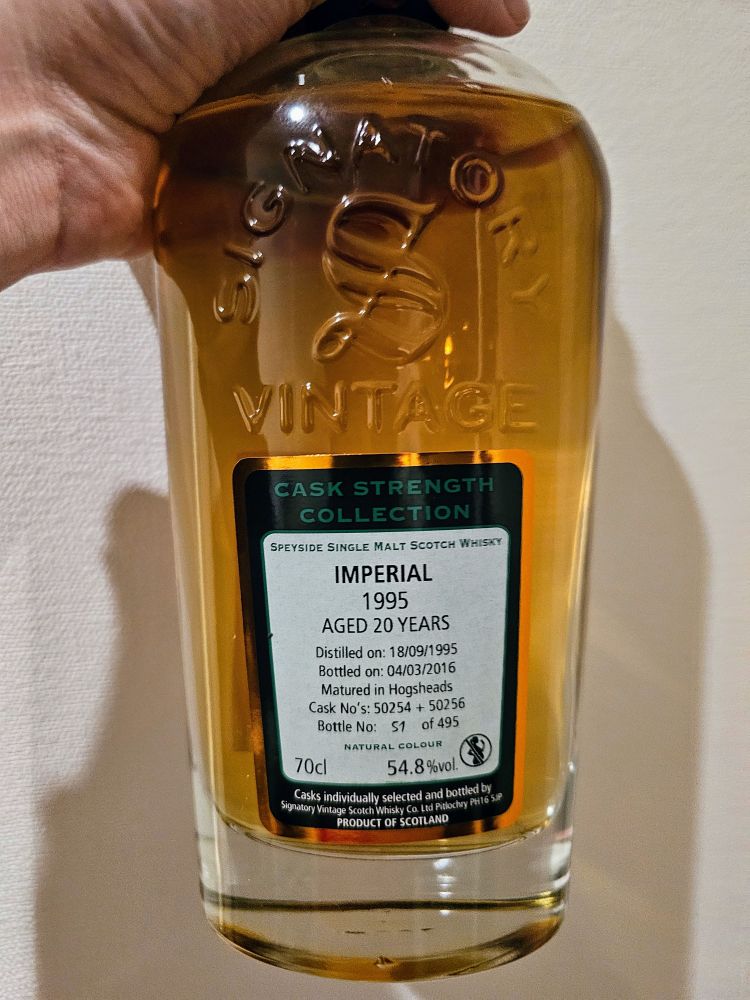 SIGNATORY
S
VINTAGE
CASK STRENGTH
COLLECTION
SPEYSIDE SINGLE MALT SCOTCH WHISKY
IMPERIAL
1995
AGED 20 YEARS
Distilled on: 18/09/1995
Bottled on: 04/03/2016
Matured in Hogsheads
Cask No's: 50254 + 50256
Bottle No: 51 of 495
NATURAL COLOUR
70cl 54.8%vol.
Casks individually selected and bottled by
Signatory Vintage Scotch Whisky Co. Ltd Pitlochry PH16 5JP
PRODUCT OF SCOTLAND